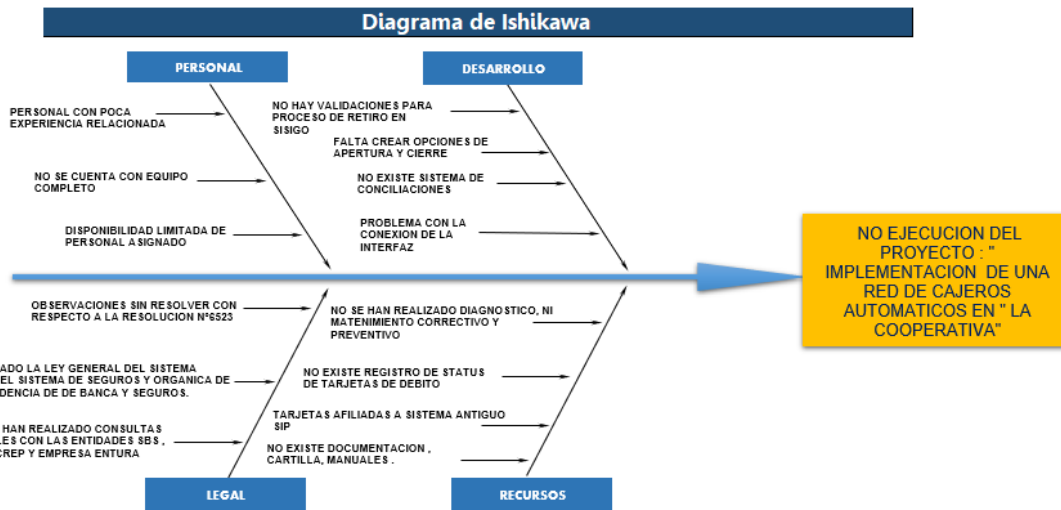 Diagrama de Ishikawa
PERSONAL
DESARROLLO
PERSONAL CON POCA
EXPERIENCIA RELACIONADA
NO SE CUENTA CON EQUIPO
COMPLETO
DISPONIBILIDAD LIMITADA DE
PERSONAL ASIGNADO
NO HAY VALIDACIONES PARA
PROCESO DE RETIRO EN
SISIGO
FALTA CREAR OPCIONES DE
APERTURA Y CIERRE
NO EXISTE SISTEMA DE
CONCILIACIONES
PROBLEMA CON LA
CONEXION DE LA
INTERFAZ
NO EJECUCION DEL
PROYECTO : "
IMPLEMENTACION DE UNA
RED DE CAJEROS
AUTOMATICOS EN " LA
COOPERATIVA"
OBSERVACIONES SIN RESOLVER CON
RESPECTO A LA RESOLUCION Nº6523
ADO LA LEY GENERAL DEL SISTEMA
EL SISTEMA DE SEGUROS Y ORGANICA DE
DENCIA DE DE BANCA Y SEGUROS.
HAN REALIZADO CONSULTAS
LES CON LAS ENTIDADES SBS ,
CREP Y EMPRESA ENTURA
NO SE HAN REALIZADO DIAGNOSTICO, NI
MATENIMIENTO CORRECTIVO Y
PREVENTIVO
NO EXISTE REGISTRO DE STATUS
DE TARJETAS DE DEBITO
TARJETAS AFILIADAS A SISTEMA ANTIGUO
SIP
NO EXISTE DOCUMENTACION ,
CARTILLA, MANUALES .
LEGAL
RECURSOS